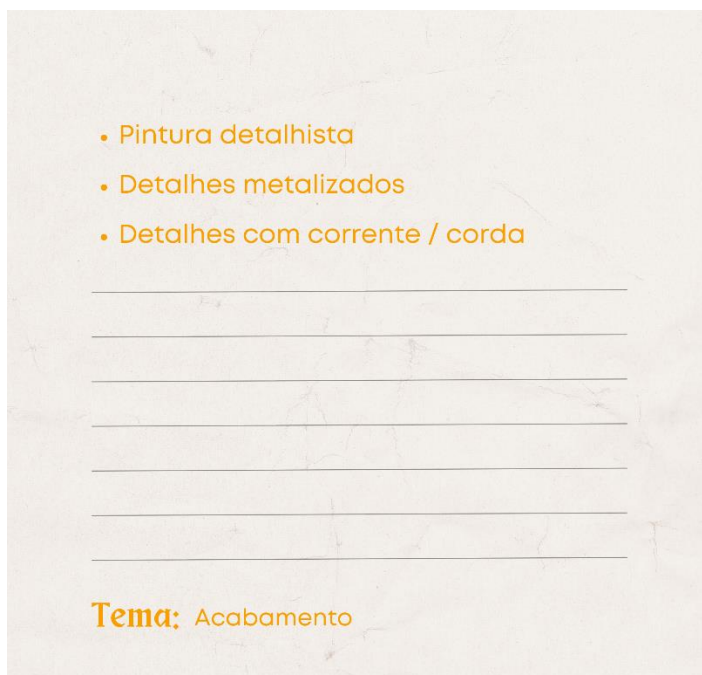 • Pintura detalhista
• Detalhes metalizados
• Detalhes com corrente / corda
Tema: Acabamento